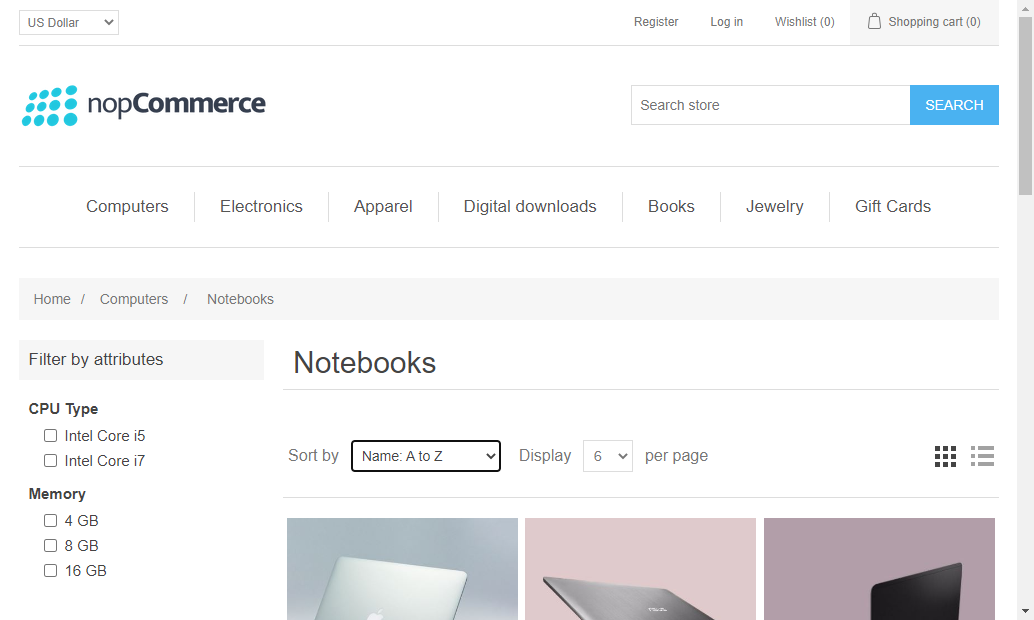 US Dollar
Register
Log in
Wishlist (0)
Shopping cart (0)
nopCommerce
Search store
SEARCH
Computers
Electronics
Apparel
Digital downloads
Books
Jewelry
Gift Cards
Home / Computers / Notebooks
Filter by attributes
CPU Type
Intel Core i5
Intel Core i7
Memory
4 GB
8 GB
16 GB
Notebooks
Sort by Name: A to Z Display 6 per page